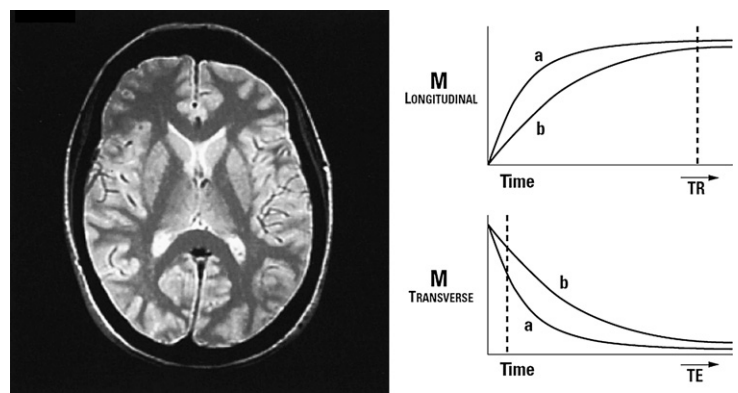 M
LONGITUDINAL
a
b
Time
TR
M
TRANSVERSE
b
a
Time
TE